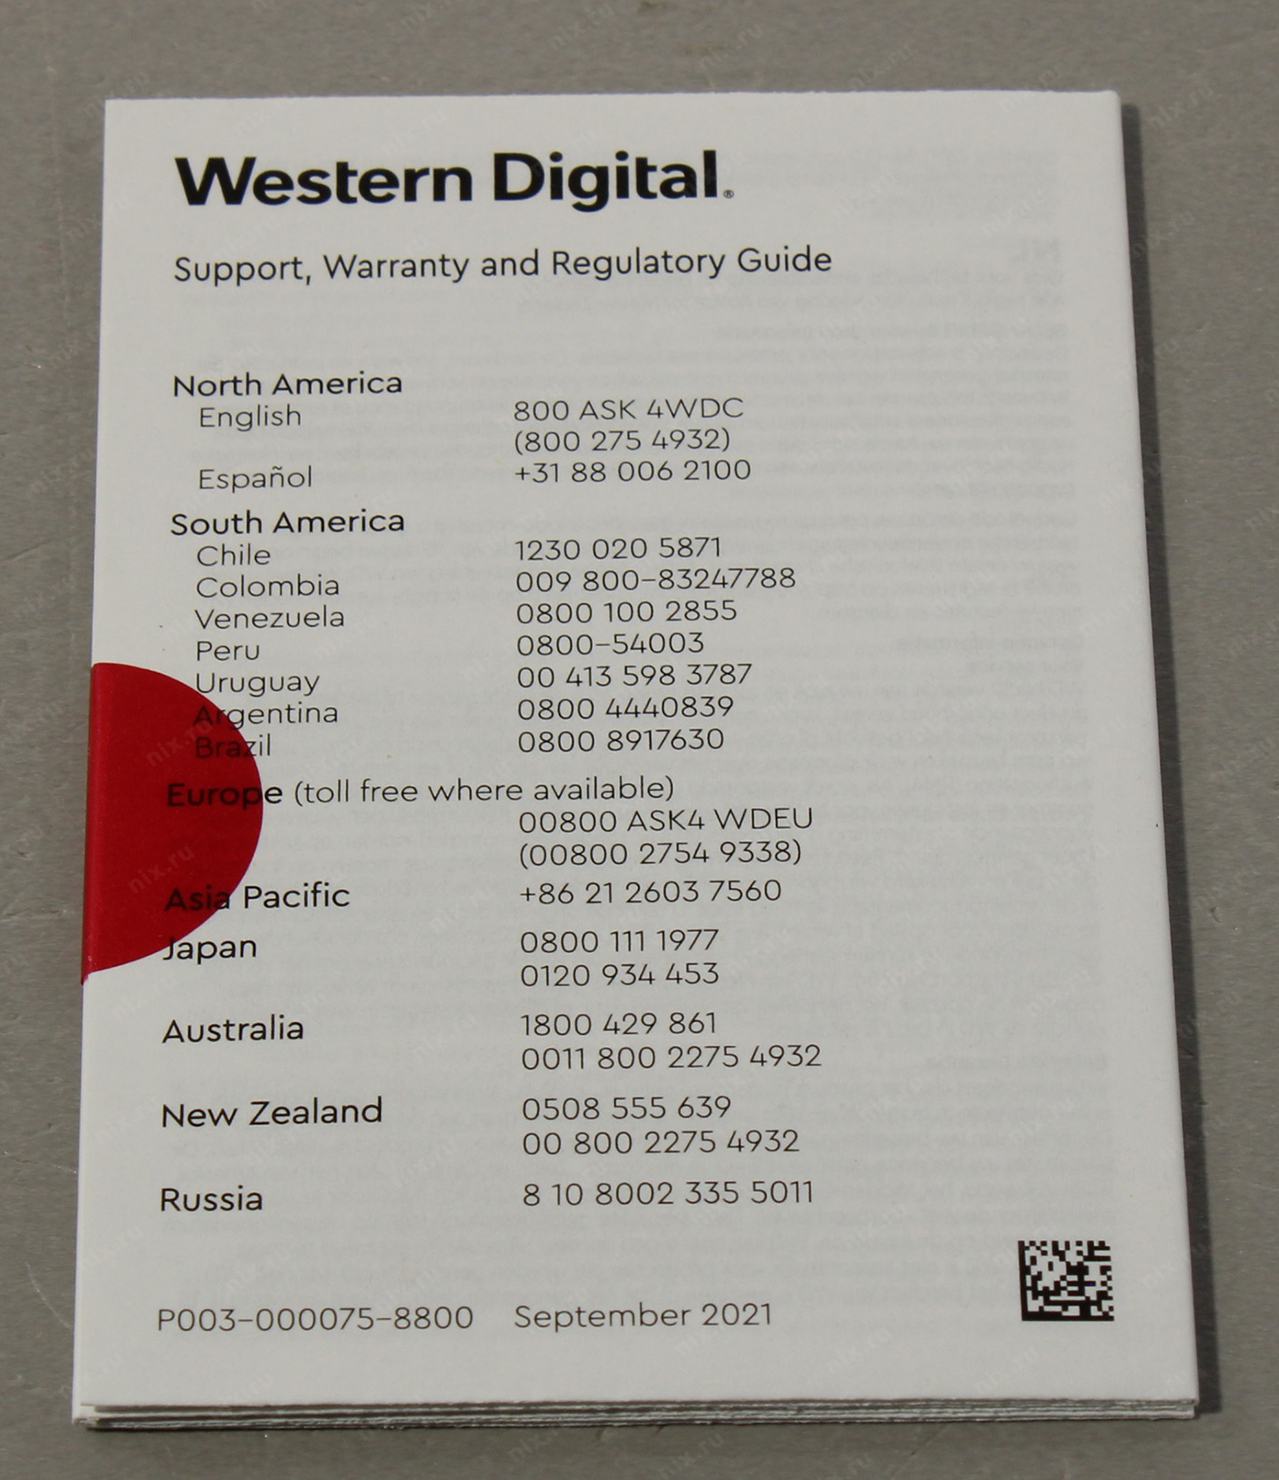 Western Digital®
Support, Warranty and Regulatory Guide
North America
English 800 ASK 4WDC
(800 275 4932)
Español +31 88 006 2100
South America
Chile 1230 020 5871
Colombia 009 800-83247788
Venezuela 0800 100 2855
Peru 0800-54003
Uruguay 00 413 598 3787
Argentina 0800 4440839
Brazil 0800 8917630
Europe (toll free where available)
00800 ASK4 WDEU
(00800 2754 9338)
Asia Pacific +86 21 2603 7560
Japan 0800 111 1977
0120 934 453
Australia 1800 429 861
0011 800 2275 4932
New Zealand 0508 555 639
00 800 2275 4932
Russia 8 10 8002 335 5011
P003-000075-8800 September 2021
nix.ru